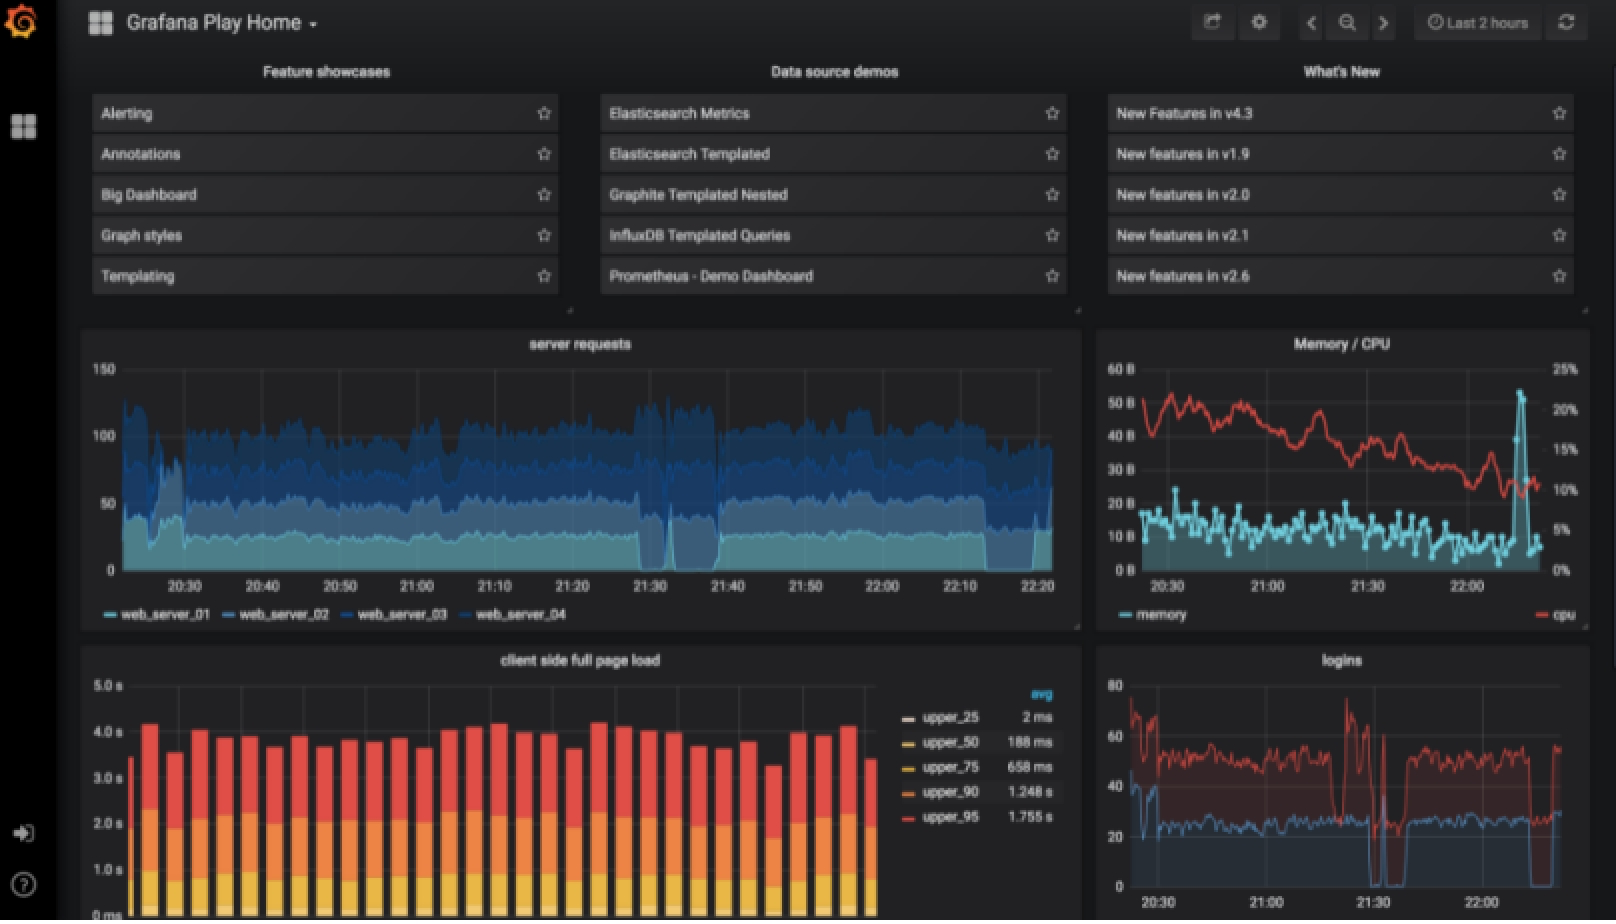 Grafana Play Home
Last 2 hours
Feature showcases
Data source demos
What's New
Alerting
Elasticsearch Metrics
New Features in v4.3
Annotations
Elasticsearch Templated
New features in v1.9
Big Dashboard
Graphite Templated Nested
New features in v2.0
Graph styles
InfluxDB Templated Queries
New features in v2.1
Templating
Prometheus - Demo Dashboard
New features in v2.6
server requests
150
100
50
0
20:30 20:40 20:50 21:00 21:10 21:20 21:30 21:40 21:50 22:00 22:10 22:20
web_server_01 web_server_02 web_server_03 web_server_04
Memory / CPU
60 B 25%
50 B 20%
40 B 15%
30 B 10%
20 B 5%
10 B 0%
0 B
20:30 21:00 21:30 22:00
memory cpu
client side full page load
5.0 s
4.0 s
3.0 s
2.0 s
1.0 s
0 ms
avg
upper_25 2 ms
upper_50 188 ms
upper_75 658 ms
upper_90 1.248 s
upper_95 1.755 s
logins
80
60
40
20
0
20:30 21:00 21:30 22:00